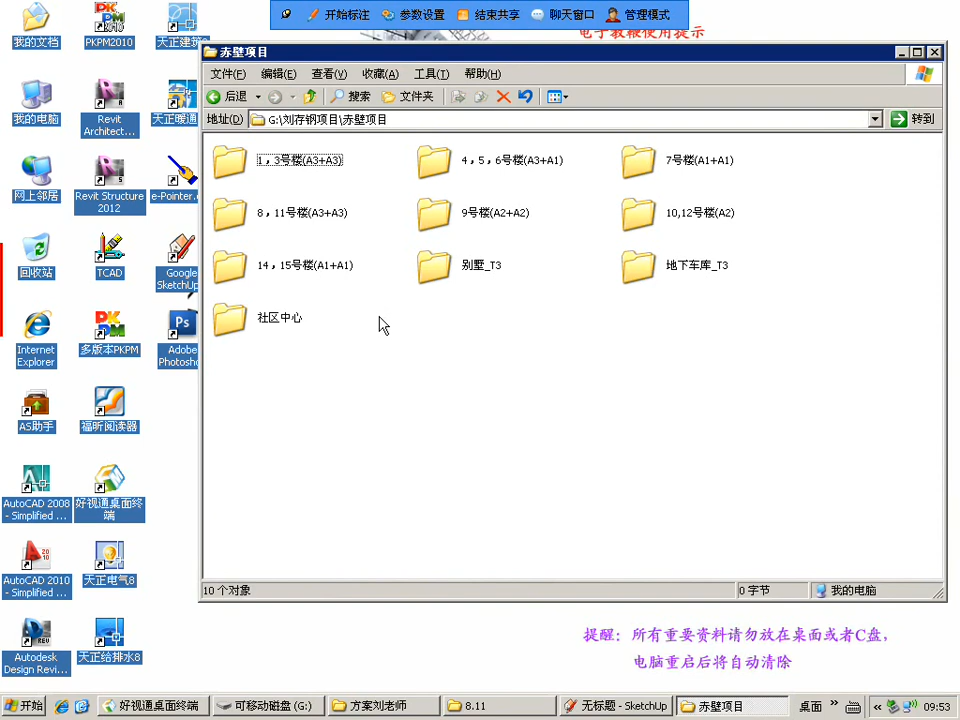 开始标注 参数设置 结束共享 聊天窗口 管理模式
电子教鞭使用提示
赤壁项目
文件(F) 编辑(E) 查看(V) 收藏(A) 工具(T) 帮助(H)
后退 搜索 文件夹
地址(D) G:\刘存钢项目\赤壁项目 转到
1，3号楼(A3+A3) 4，5，6号楼(A3+A1) 7号楼(A1+A1)
8，11号楼(A3+A3) 9号楼(A2+A2) 10,12号楼(A2)
14，15号楼(A1+A1) 别墅_T3 地下车库_T3
社区中心
10 个对象 0 字节 我的电脑
我的文档 PKPM2010 天正建筑
我的电脑 Revit Architect... 天正暖通
网上邻居 Revit Structure 2012 e-Pointer.
回收站 TCAD Google SketchUp
Internet Explorer 多版本PKPM Adobe Photosh
AS助手 福昕阅读器
AutoCAD 2008 - Simplified ... 好视通桌面终端
AutoCAD 2010 - Simplified ... 天正电气8
Autodesk Design Revi... 天正给排水8
提醒：所有重要资料请勿放在桌面或者C盘，
电脑重启后将自动清除
开始 好视通桌面终端 可移动磁盘 (G:) 方案刘老师 8.11 无标题 - SketchUp 赤壁项目 桌面 » « 09:53